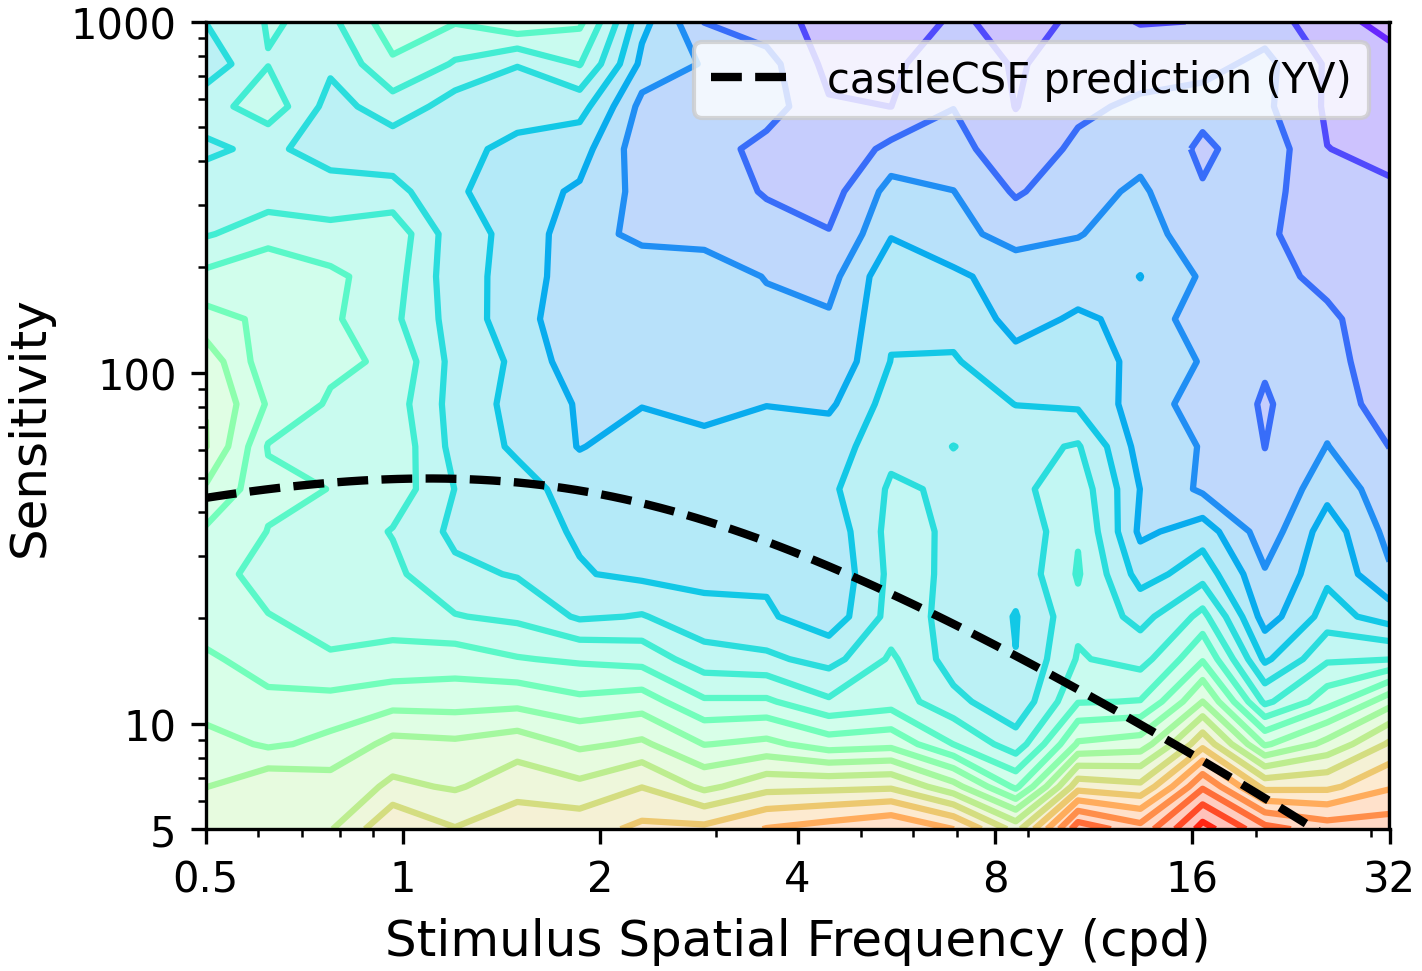 1000
castleCSF prediction (YV)
100
10
5
Sensitivity
0.5 1 2 4 8 16 32
Stimulus Spatial Frequency (cpd)